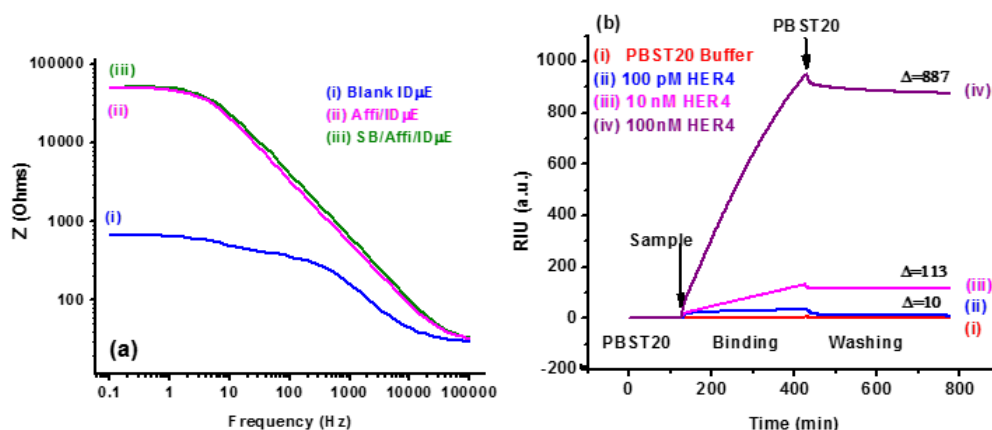 (iii)
(ii)
(i)
(i) Blank IDµE
(ii) Affi/IDµE
(iii) SB/Affi/IDµE
100000
10000
1000
100
Z (Ohms)
(a)
0.1 1 10 100 1000 10000 100000
Frequency (Hz)
(b)
PBST20
(i) PBST20 Buffer
(ii) 100 pM HER4
(iii) 10 nM HER4
(iv) 100nM HER4
Δ=887
(iv)
Sample
Δ=113
(iii)
Δ=10
(ii)
(i)
PBST20 Binding Washing
1000
800
600
400
200
0
-200
RIU (a.u.)
0 200 400 600 800
Time (min)